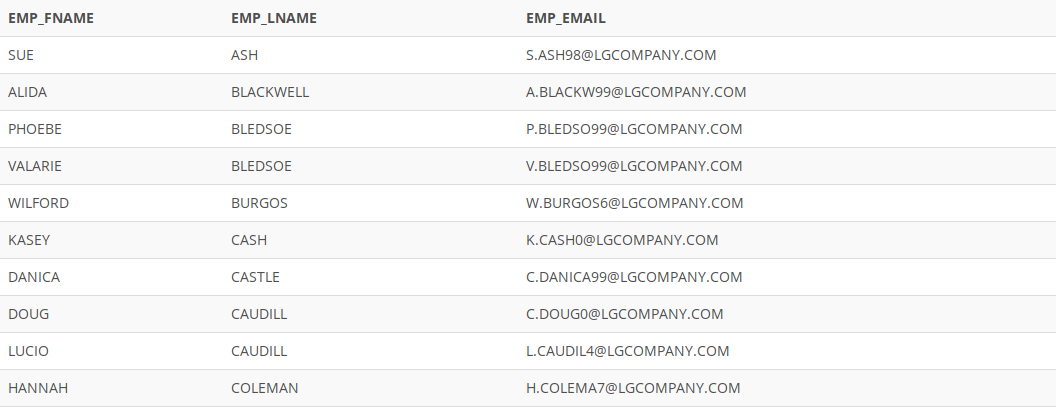 EMP_FNAME EMP_LNAME EMP_EMAIL
SUE ASH S.ASH98@LGCOMPANY.COM
ALIDA BLACKWELL A.BLACKW99@LGCOMPANY.COM
PHOEBE BLEDSOE P.BLEDSO99@LGCOMPANY.COM
VALARIE BLEDSOE V.BLEDSO99@LGCOMPANY.COM
WILFORD BURGOS W.BURGOS6@LGCOMPANY.COM
KASEY CASH K.CASH0@LGCOMPANY.COM
DANICA CASTLE C.DANICA99@LGCOMPANY.COM
DOUG CAUDILL C.DOUG0@LGCOMPANY.COM
LUCIO CAUDILL L.CAUDIL4@LGCOMPANY.COM
HANNAH COLEMAN H.COLEMA7@LGCOMPANY.COM